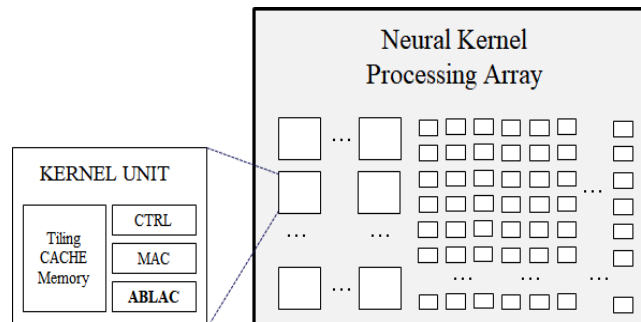 Neural Kernel
Processing Array
... 
...
KERNEL UNIT
Tiling
CACHE
Memory
CTRL
MAC
ABLAC
... ...
...
... ... ...